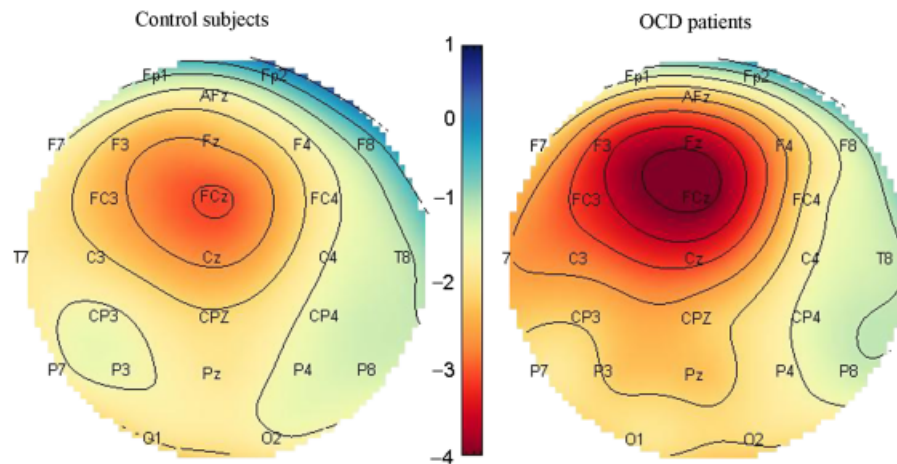 Control subjects
OCD patients
Fp1 Fp2
AFz
F7 F3 Fz F4 F8
FC3 FCz FC4
T7 C3 Cz C4 T8
CP3 CPZ CP4
P7 P3 Pz P4 P8
O1 O2
1
0
−1
−2
−3
−4
Fp1 Fp2
AFz
F7 F3 Fz F4 F8
FC3 FCz FC4
7 C3 Cz C4 T8
CP3 CPZ CP4
P7 P3 Pz P4 P8
O1 O2